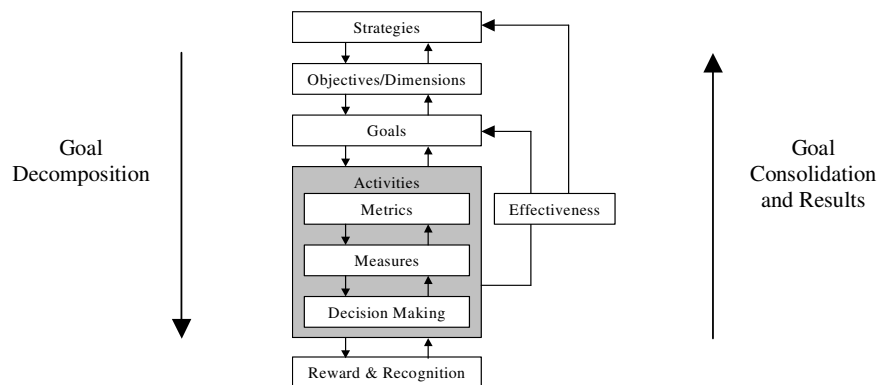 Strategies
Objectives/Dimensions
Goals
Goal
Decomposition
Activities
Metrics
Effectiveness
Measures
Decision Making
Reward & Recognition
Goal
Consolidation
and Results